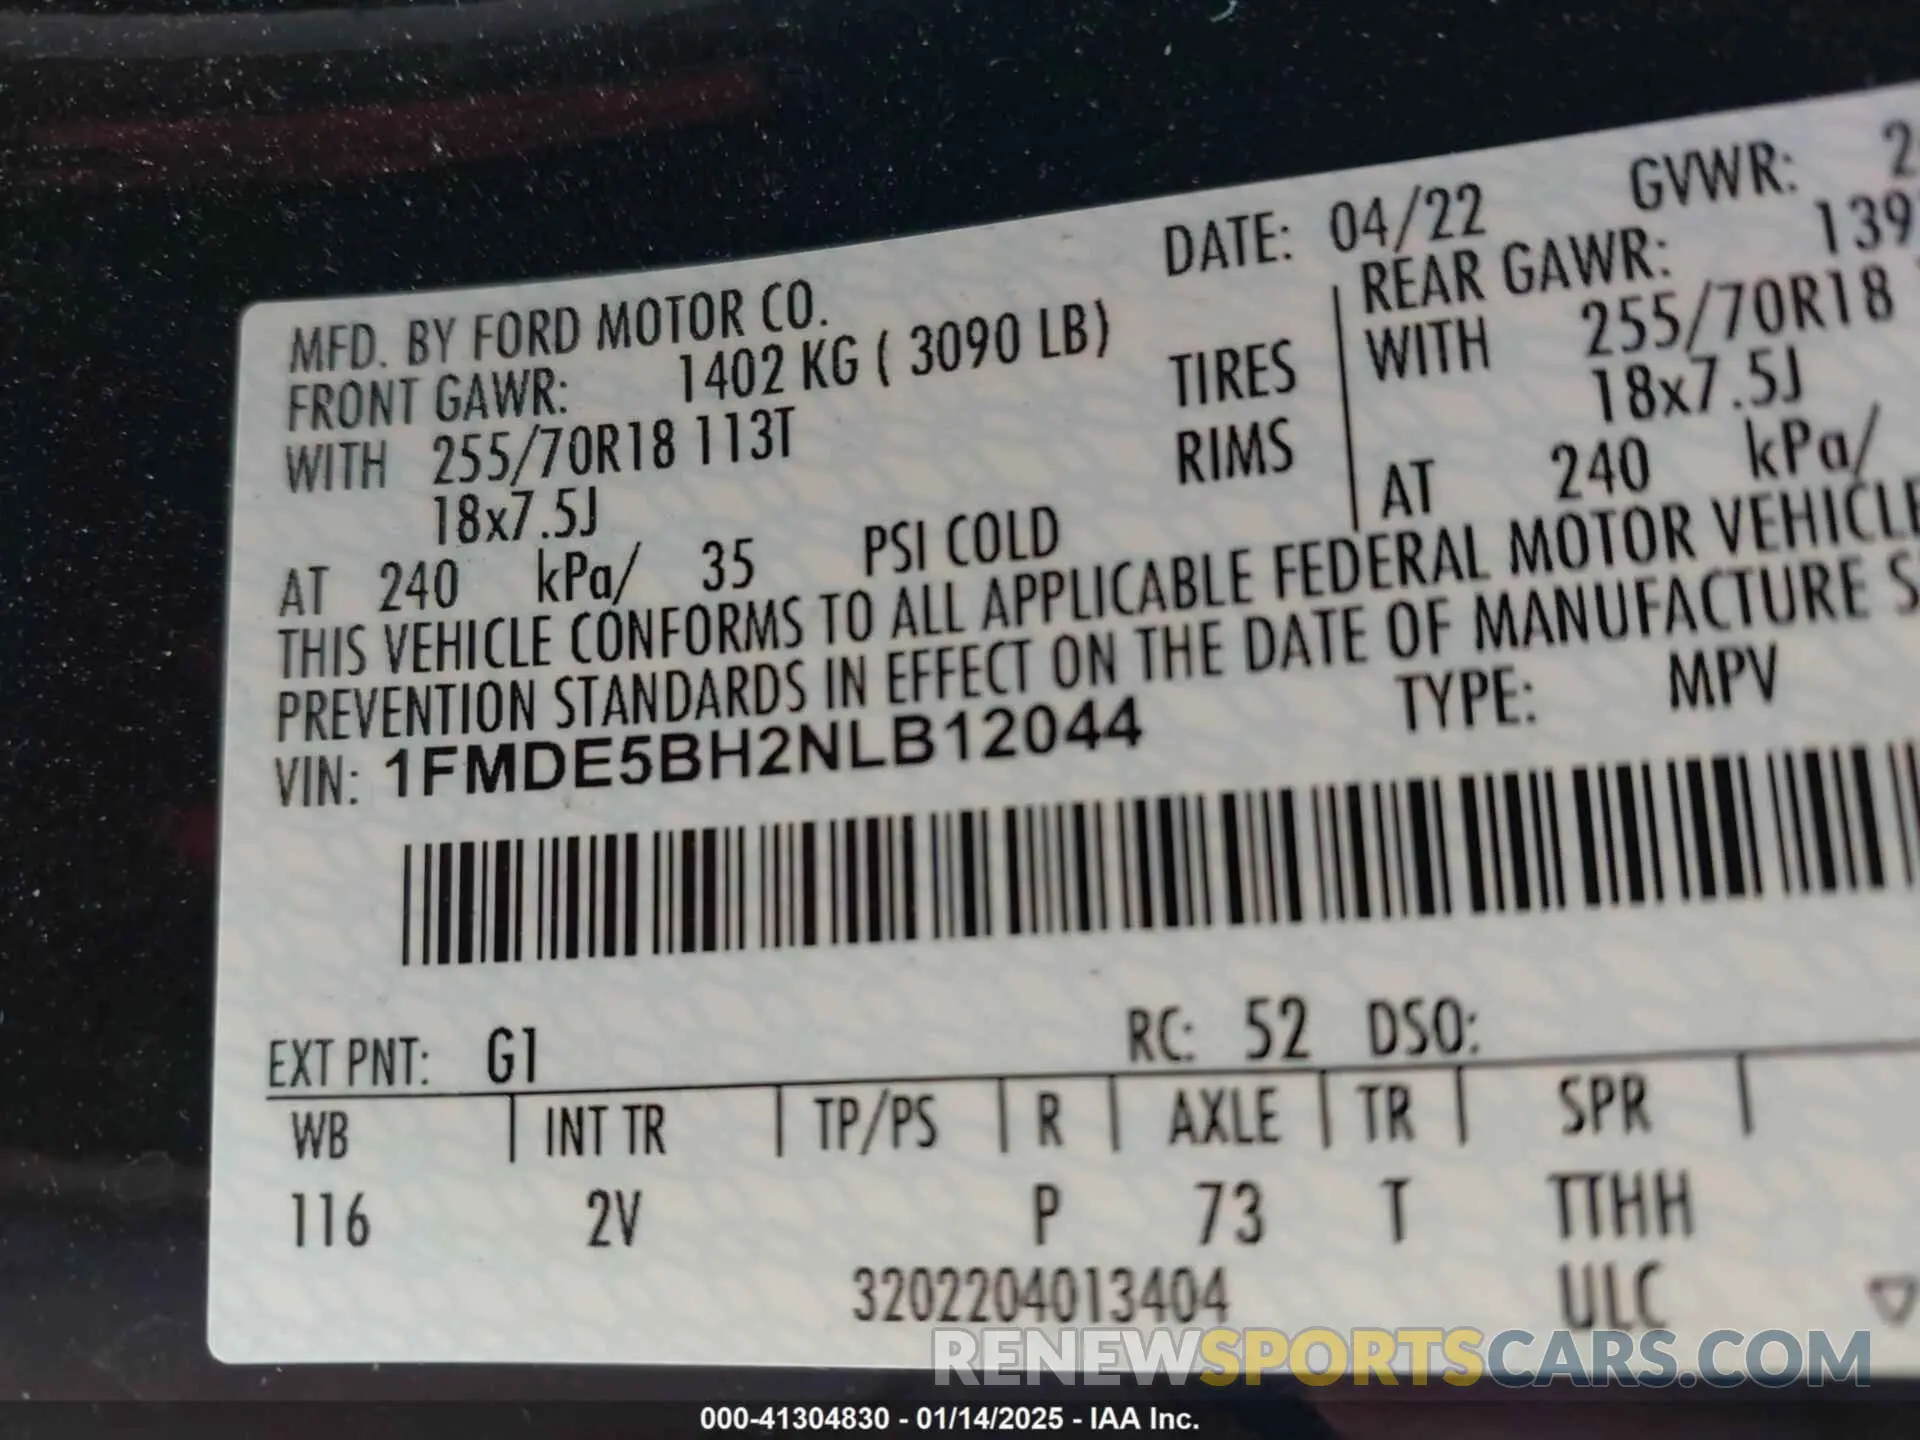 MFD. BY FORD MOTOR CO. DATE: 04/22 GVWR:
FRONT GAWR: 1402 KG ( 3090 LB) REAR GAWR:
WITH 255/70R18 113T TIRES WITH 255/70R18
18x7.5J RIMS 18x7.5J
AT 240 kPa/ 35 PSI COLD AT 240 kPa/
THIS VEHICLE CONFORMS TO ALL APPLICABLE FEDERAL MOTOR VEHICLE
PREVENTION STANDARDS IN EFFECT ON THE DATE OF MANUFACTURE
VIN: 1FMDE5BH2NLB12044 TYPE: MPV
EXT PNT: G1 RC: 52 DSO:
WB | INT TR | TP/PS | R | AXLE | TR | SPR |
116 2V P 73 T TTHH
3202204013404 ULC
RENEWSPORTSCARS.COM
000-41304830 - 01/14/2025 - IAA Inc.